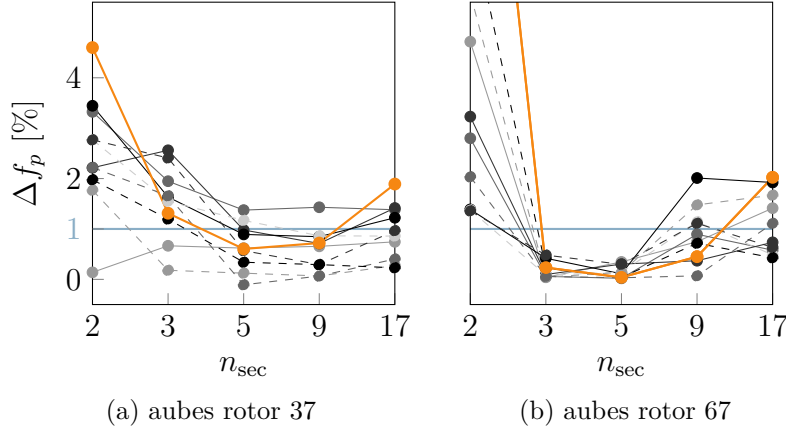 Δf_p [%]
4
2
1
0
2 3 5 9 17
2 3 5 9 17
n_sec
n_sec
(a) aubes rotor 37
(b) aubes rotor 67